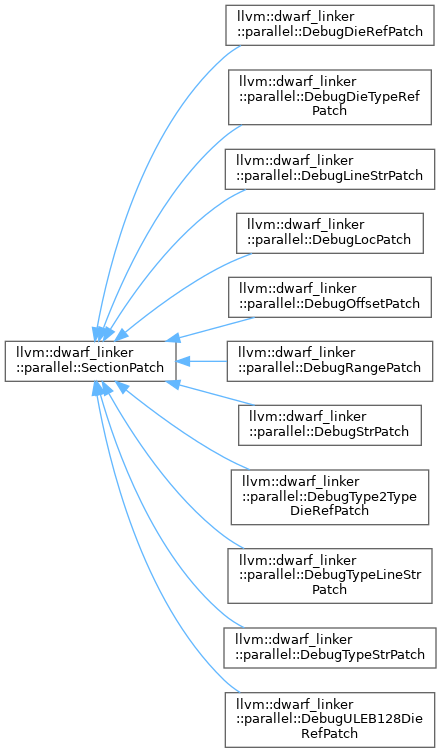 llvm::dwarf_linker
::parallel::DebugDieRefPatch
llvm::dwarf_linker
::parallel::DebugDieTypeRef
Patch
llvm::dwarf_linker
::parallel::DebugLineStrPatch
llvm::dwarf_linker
::parallel::DebugLocPatch
llvm::dwarf_linker
::parallel::DebugOffsetPatch
llvm::dwarf_linker
::parallel::SectionPatch
llvm::dwarf_linker
::parallel::DebugRangePatch
llvm::dwarf_linker
::parallel::DebugStrPatch
llvm::dwarf_linker
::parallel::DebugType2Type
DieRefPatch
llvm::dwarf_linker
::parallel::DebugTypeLineStr
Patch
llvm::dwarf_linker
::parallel::DebugTypeStrPatch
llvm::dwarf_linker
::parallel::DebugULEB128Die
RefPatch